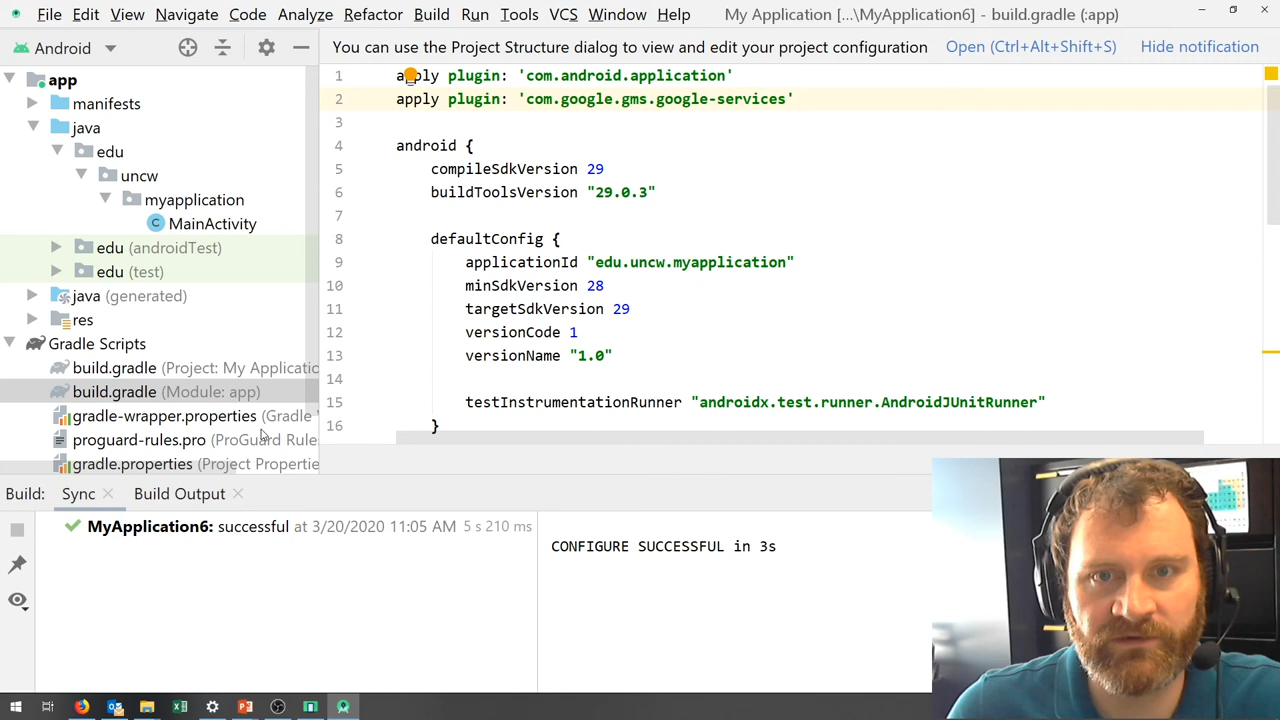 File Edit View Navigate Code Analyze Refactor Build Run Tools VCS Window Help My Application [...\MyApplication6] - build.gradle (:app)
Android
You can use the Project Structure dialog to view and edit your project configuration Open (Ctrl+Alt+Shift+S) Hide notification
app
manifests
java
edu
uncw
myapplication
MainActivity
edu (androidTest)
edu (test)
java (generated)
res
Gradle Scripts
build.gradle (Project: My Applicatio
build.gradle (Module: app)
gradle-wrapper.properties (Gradle
proguard-rules.pro (ProGuard Rule
gradle.properties (Project Propertie
1 apply plugin: 'com.android.application'
2 apply plugin: 'com.google.gms.google-services'
3
4 android {
5 compileSdkVersion 29
6 buildToolsVersion "29.0.3"
7
8 defaultConfig {
9 applicationId "edu.uncw.myapplication"
10 minSdkVersion 28
11 targetSdkVersion 29
12 versionCode 1
13 versionName "1.0"
14
15 testInstrumentationRunner "androidx.test.runner.AndroidJUnitRunner"
16 }
Build: Sync Build Output
MyApplication6: successful at 3/20/2020 11:05 AM 5 s 210 ms
CONFIGURE SUCCESSFUL in 3s